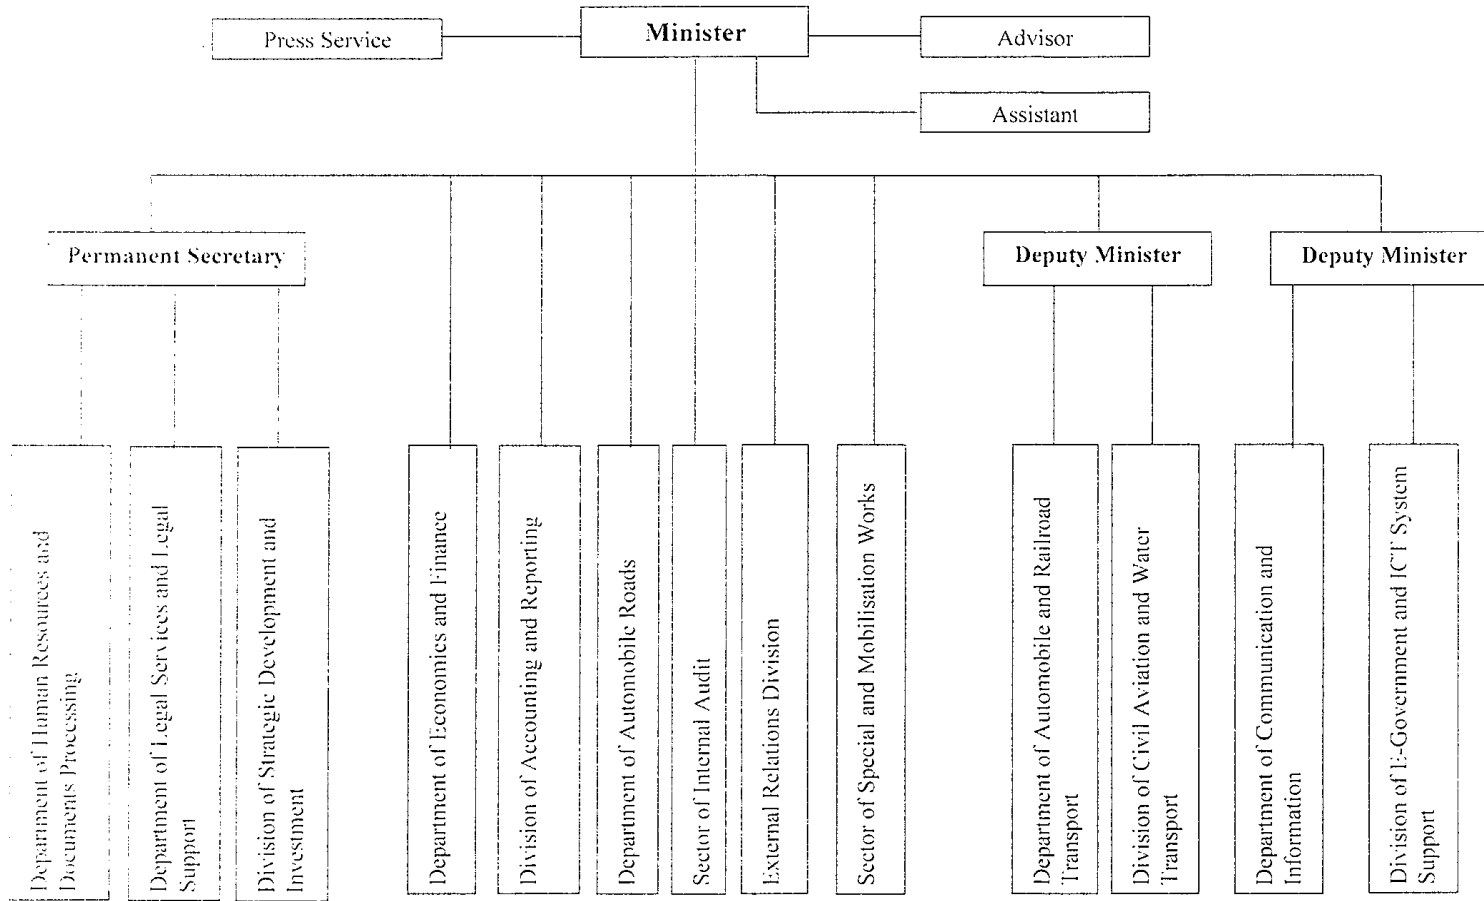 Press Service
Minister
Advisor
Assistant
Permanent Secretary
Deputy Minister
Deputy Minister
Department of Human Resources and
Documents Processing
Department of Legal Services and Legal
Support
Division of Strategic Development and
Investment
Department of Economics and Finance
Division of Accounting and Reporting
Department of Automobile Roads
Sector of Internal Audit
External Relations Division
Sector of Special and Mobilisation Works
Department of Automobile and Railroad
Transport
Division of Civil Aviation and Water
Transport
Department of Communication and
Information
Division of E-Government and ICT System
Support